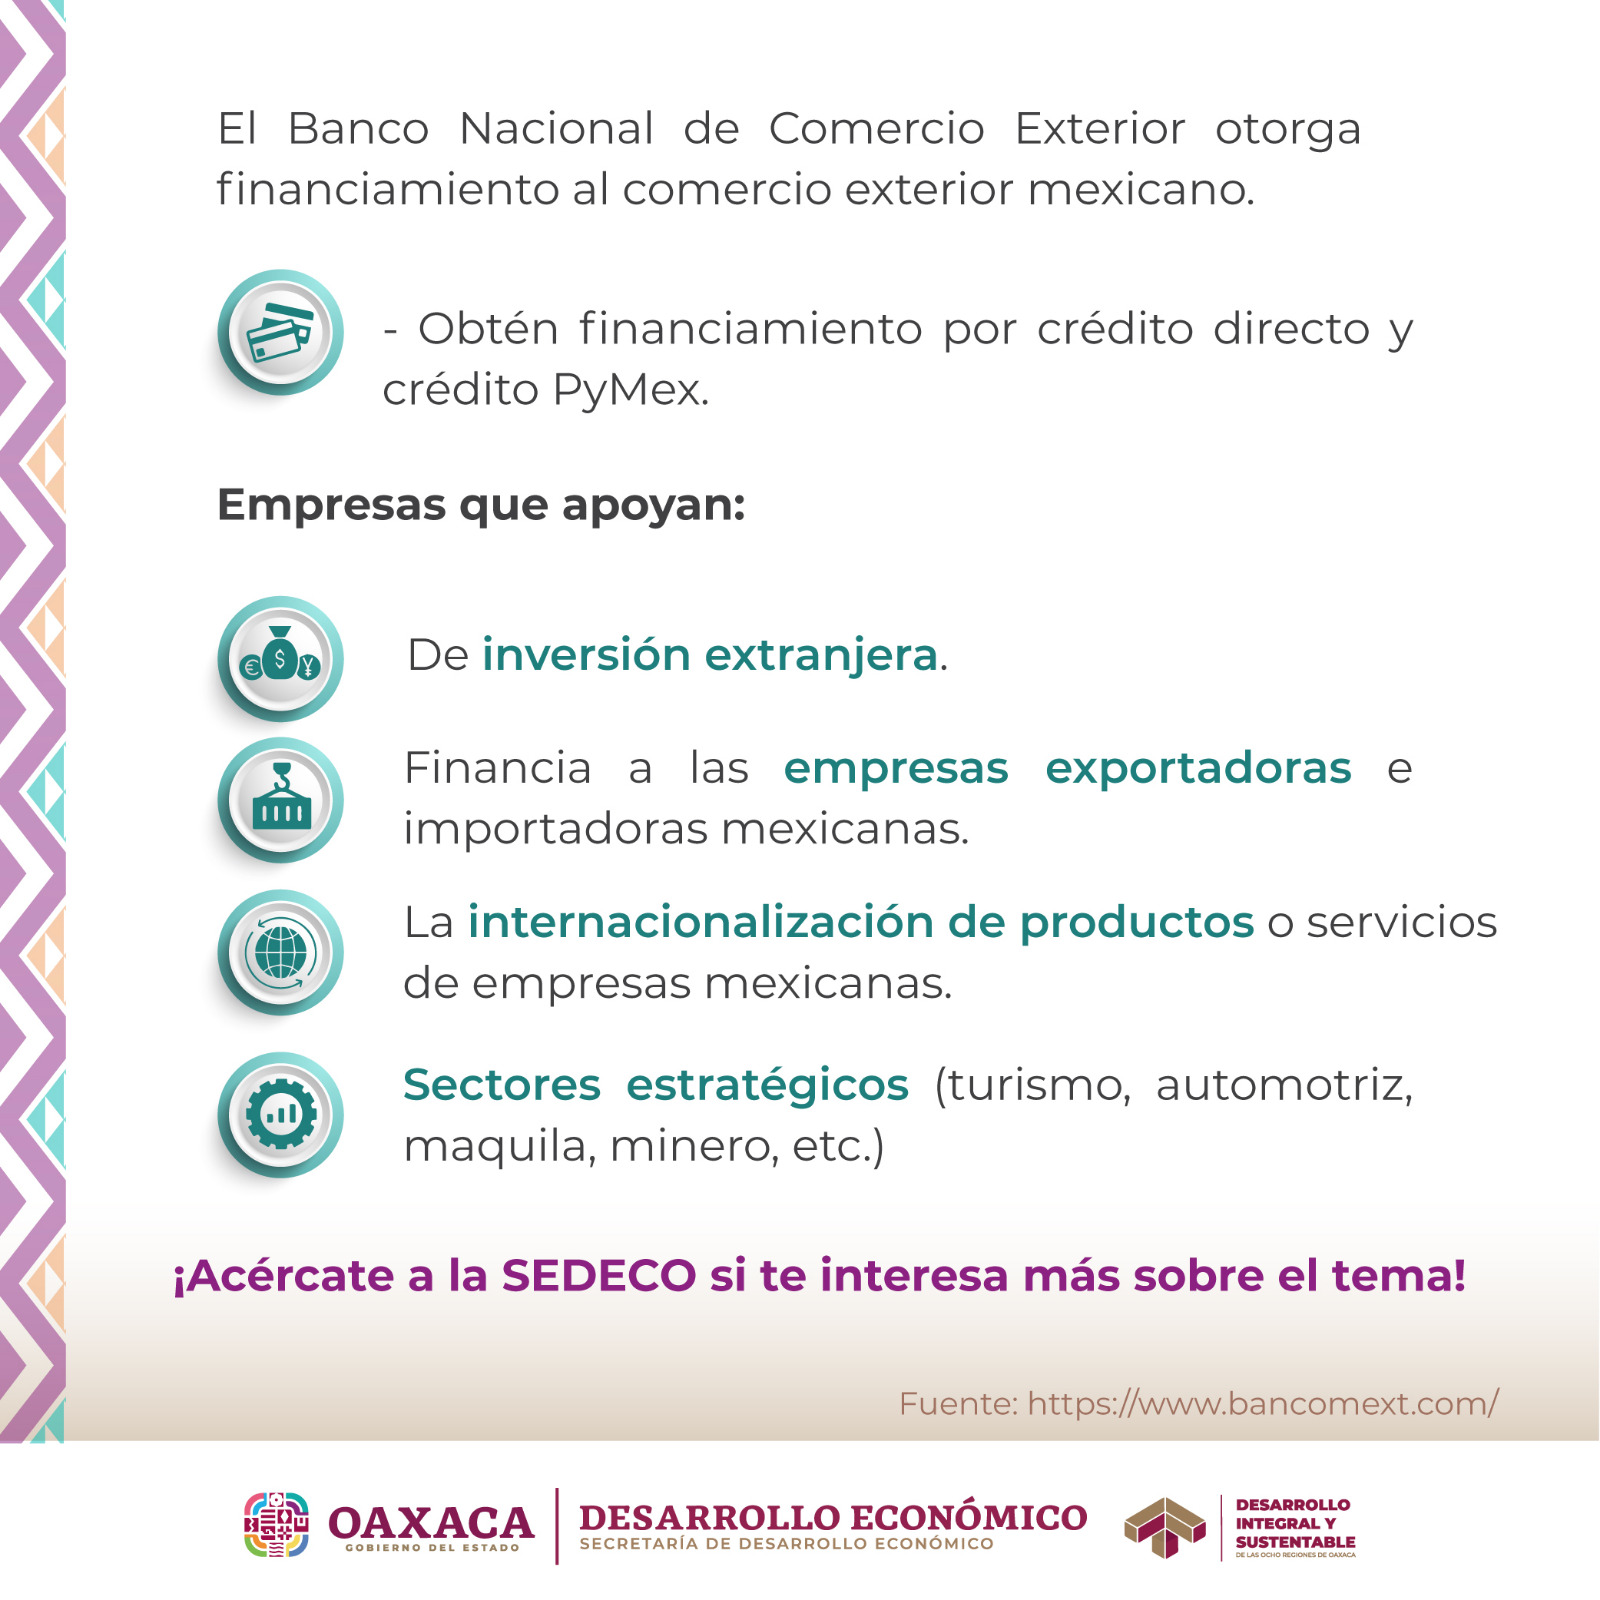 El Banco Nacional de Comercio Exterior otorga
financiamiento al comercio exterior mexicano.
- Obtén financiamiento por crédito directo y
crédito PyMex.
Empresas que apoyan:
€ $ ¥
De inversión extranjera.
Financia a las empresas exportadoras e
importadoras mexicanas.
La internacionalización de productos o servicios
de empresas mexicanas.
Sectores estratégicos (turismo, automotriz,
maquila, minero, etc.)
¡Acércate a la SEDECO si te interesa más sobre el tema!
Fuente: https://www.bancomext.com/
OAXACA
GOBIERNO DEL ESTADO
DESARROLLO ECONÓMICO
SECRETARÍA DE DESARROLLO ECONÓMICO
DESARROLLO
INTEGRAL Y
SUSTENTABLE
DE LAS OCHO REGIONES DE OAXACA